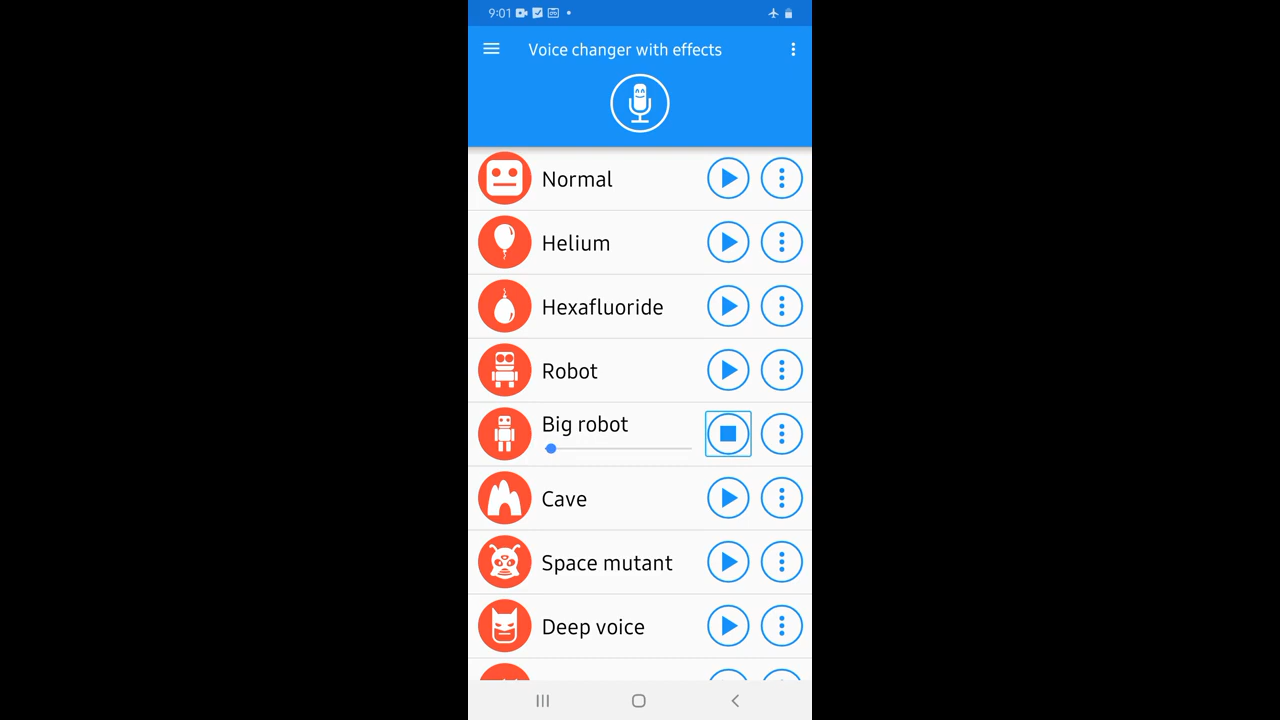 9:01
Voice changer with effects
Normal
Helium
Hexafluoride
Robot
Big robot
Cave
Space mutant
Deep voice